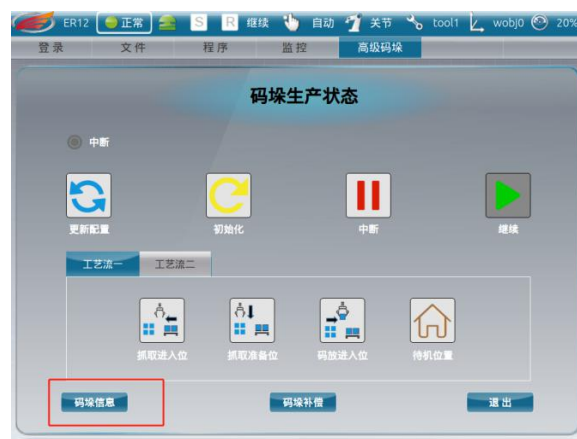 ER12 正常 S R 继续 自动 关节 tool1 wobj0 20%
登录 文件 程序 监控 高级码垛
码垛生产状态
中断
更新配置 初始化 中断 继续
工艺流一 工艺流二
抓取进入位 抓取准备位 码放进入位 待机位置
码垛信息 码垛补偿 退出